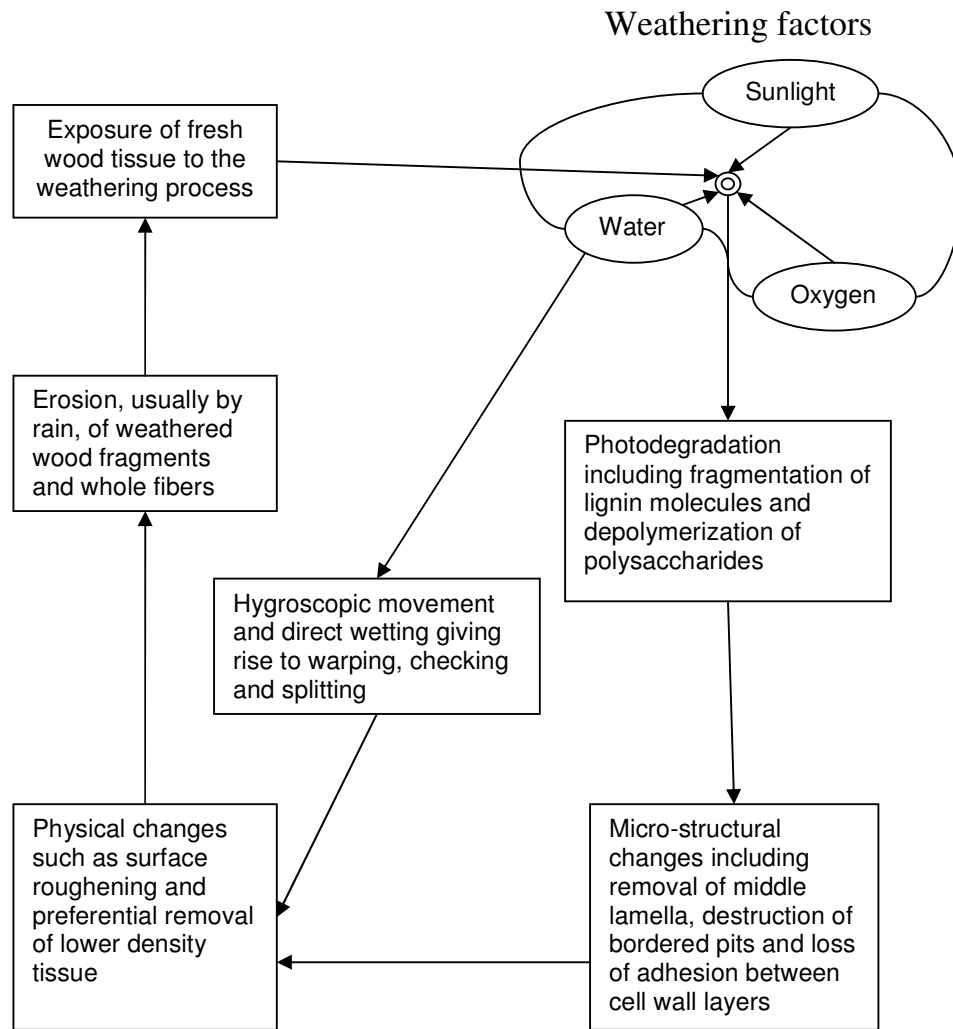 Weathering factors
Sunlight
Exposure of fresh
wood tissue to the
weathering process
Water
Oxygen
Erosion, usually by
rain, of weathered
wood fragments
and whole fibers
Photodegradation
including fragmentation of
lignin molecules and
depolymerization of
polysaccharides
Hygroscopic movement
and direct wetting giving
rise to warping, checking
and splitting
Physical changes
such as surface
roughening and
preferential removal
of lower density
tissue
Micro-structural
changes including
removal of middle
lamella, destruction of
bordered pits and loss
of adhesion between
cell wall layers